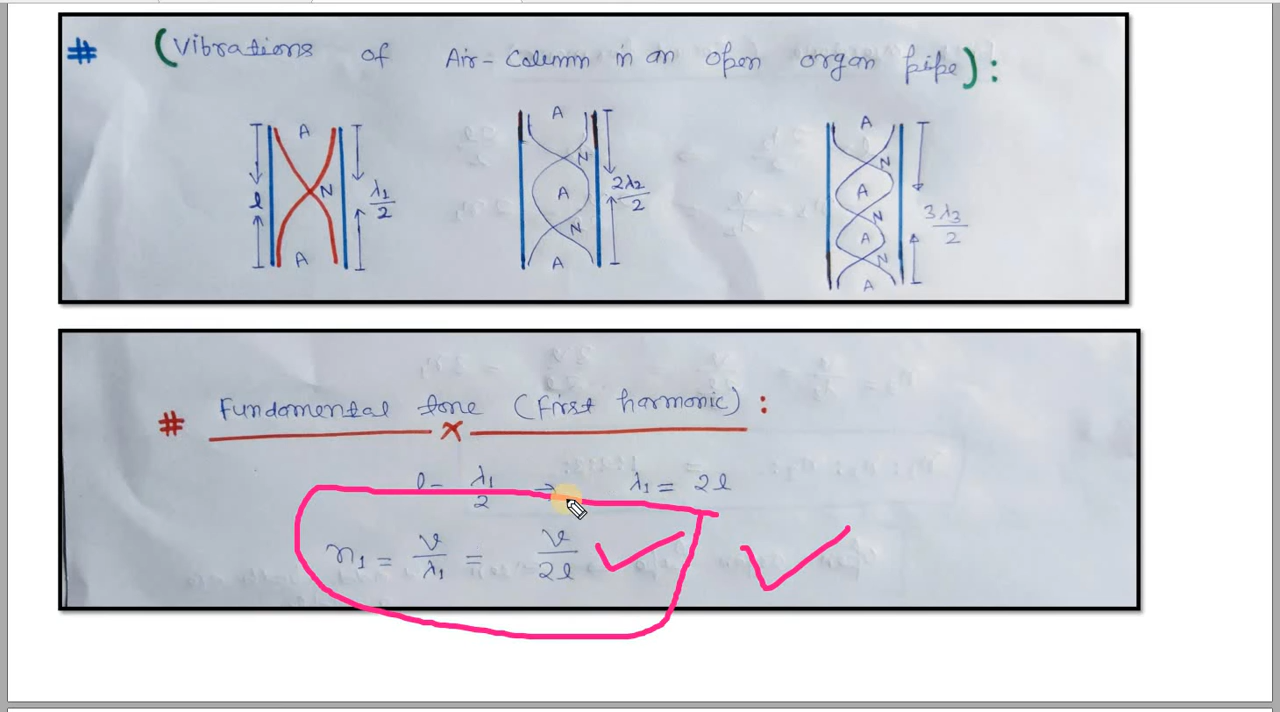 # (Vibrations of Air-Column in an open organ pipe):
A
N
A
l
λ1/2
A
N
A
N
A
2λ2/2
A
N
A
N
A
N
A
3λ3/2
# Fundamental tone (First harmonic) :
l = λ1/2 ⇒ λ1 = 2l
n1 = v/λ1 = v/2l